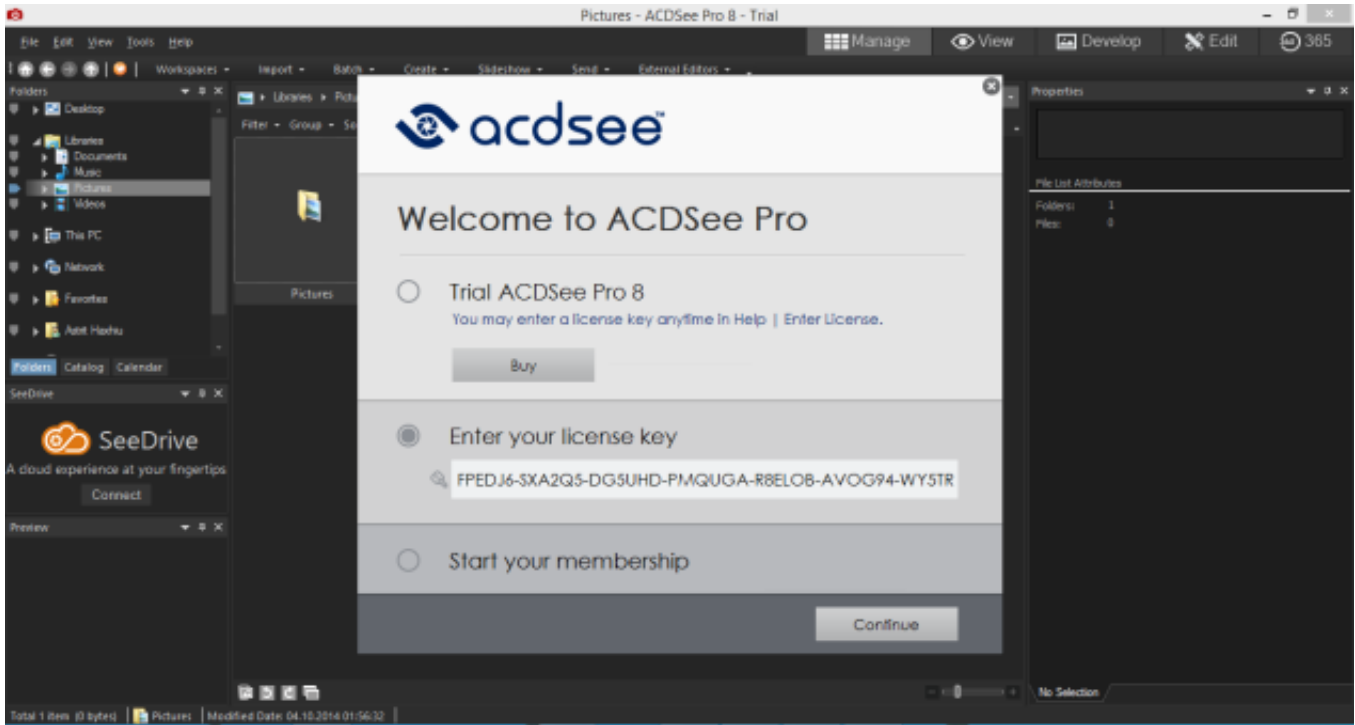 Pictures - ACDSee Pro 8 - Trial
File Edit View Tools Help
Manage View Develop Edit 365
Workspaces Import Batch Create Slideshow Send External Editors
Folders
Desktop
Libraries
Documents
Music
Pictures
Videos
This PC
Network
Favorites
Folders Catalog Calendar
SeeDrive
SeeDrive
A cloud experience at your fingertips
Connect
Preview
Libraries
Filter Group
Pictures
acdsee™
Welcome to ACDSee Pro
Trial ACDSee Pro 8
You may enter a license key anytime in Help | Enter License.
Buy
Enter your license key
FPEDJ6-SXA2Q5-DG5UHD-PMQUGA-R8ELOB-AVOG94-WY5TR
Start your membership
Continue
Properties
File List Attributes
Folders: 1
Files: 0
No Selection
Total 1 item (0 bytes) Pictures Modified Date: 04.10.2014 01:56:32